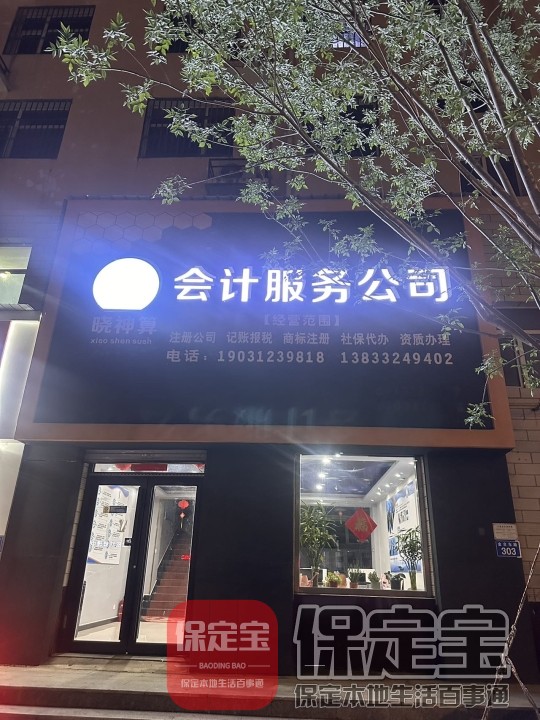 会计服务公司
晓神算
xiao shen suan
【经营范围】
注册公司 记账报税 商标注册 社保代办 资质办理
电话：19031239818 13833249402
303
保定宝
BAODING BAO
保定本地生活百事通
保定宝
保定本地生活百事通